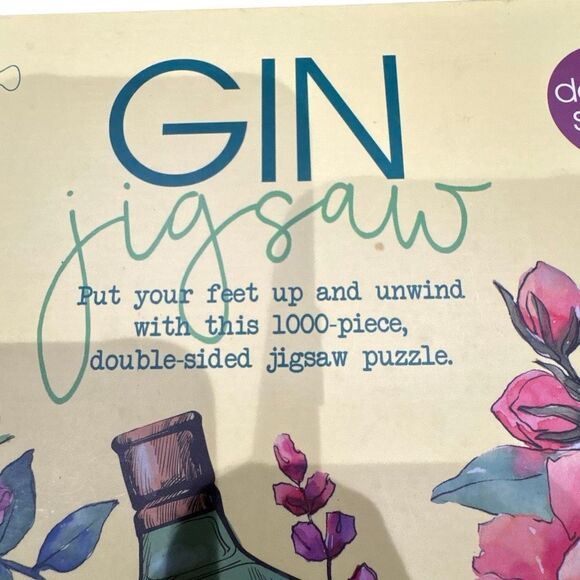 GIN
jigsaw
Put your feet up and unwind
with this 1000-piece,
double-sided jigsaw puzzle.